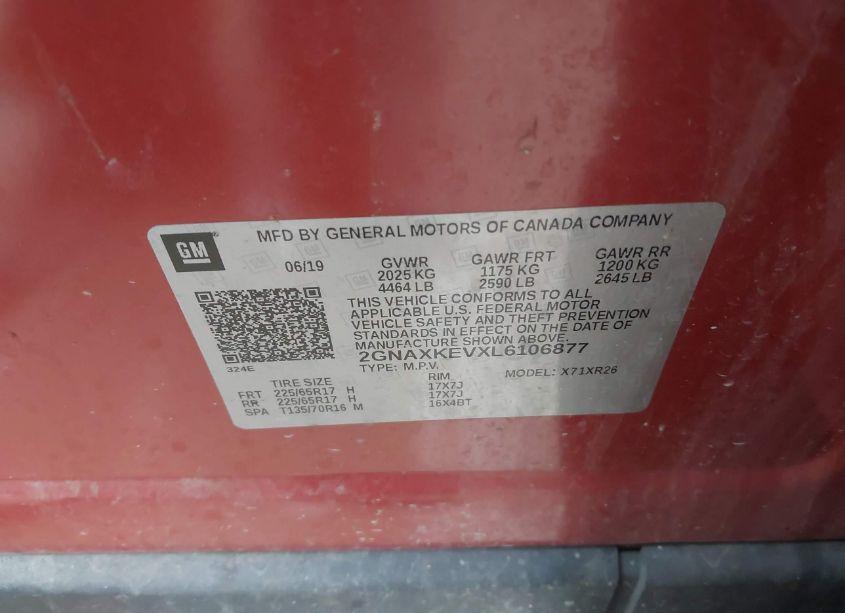 GM
MFD BY GENERAL MOTORS OF CANADA COMPANY
06/19 GVWR GAWR FRT GAWR RR
2025 KG 1175 KG 1200 KG
4464 LB 2590 LB 2645 LB
THIS VEHICLE CONFORMS TO ALL
APPLICABLE U.S. FEDERAL MOTOR
VEHICLE SAFETY AND THEFT PREVENTION
STANDARDS IN EFFECT ON THE DATE OF
MANUFACTURE SHOWN ABOVE.
324E
2GNAXKEVXL6106877
TYPE: M.P.V. MODEL: X71XR26
TIRE SIZE RIM
FRT 225/65R17 H 17X7J
RR 225/65R17 H 17X7J
SPA T135/70R16 M 16X4BT